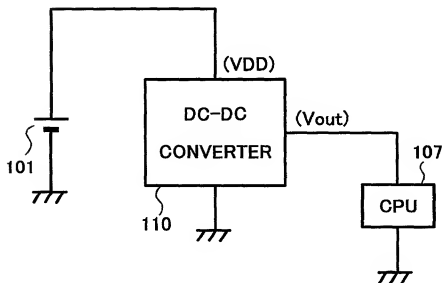 (VDD)
DC-DC
CONVERTER
(Vout)
101
110
107
CPU